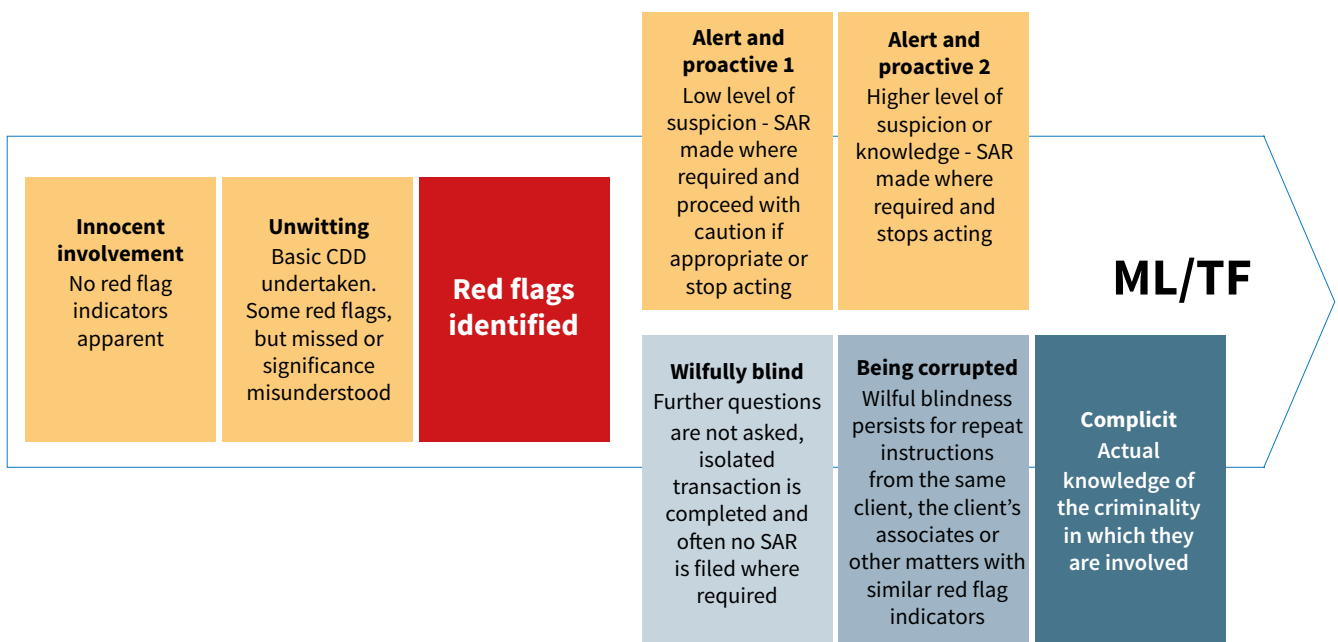 Innocent
involvement
No red flag
indicators
apparent
Unwitting
Basic CDD
undertaken.
Some red flags,
but missed or
significance
misunderstood
Red flags
identified
Alert and
proactive 1
Low level of
suspicion - SAR
made where
required and
proceed with
caution if
appropriate or
stop acting
Alert and
proactive 2
Higher level of
suspicion or
knowledge - SAR
made where
required and
stops acting
Wilfully blind
Further questions
are not asked,
isolated
transaction is
completed and
often no SAR
is filed where
required
Being corrupted
Wilful blindness
persists for repeat
instructions
from the same
client, the client’s
associates or
other matters with
similar red flag
indicators
Complicit
Actual
knowledge of
the criminality
in which they
are involved
ML/TF